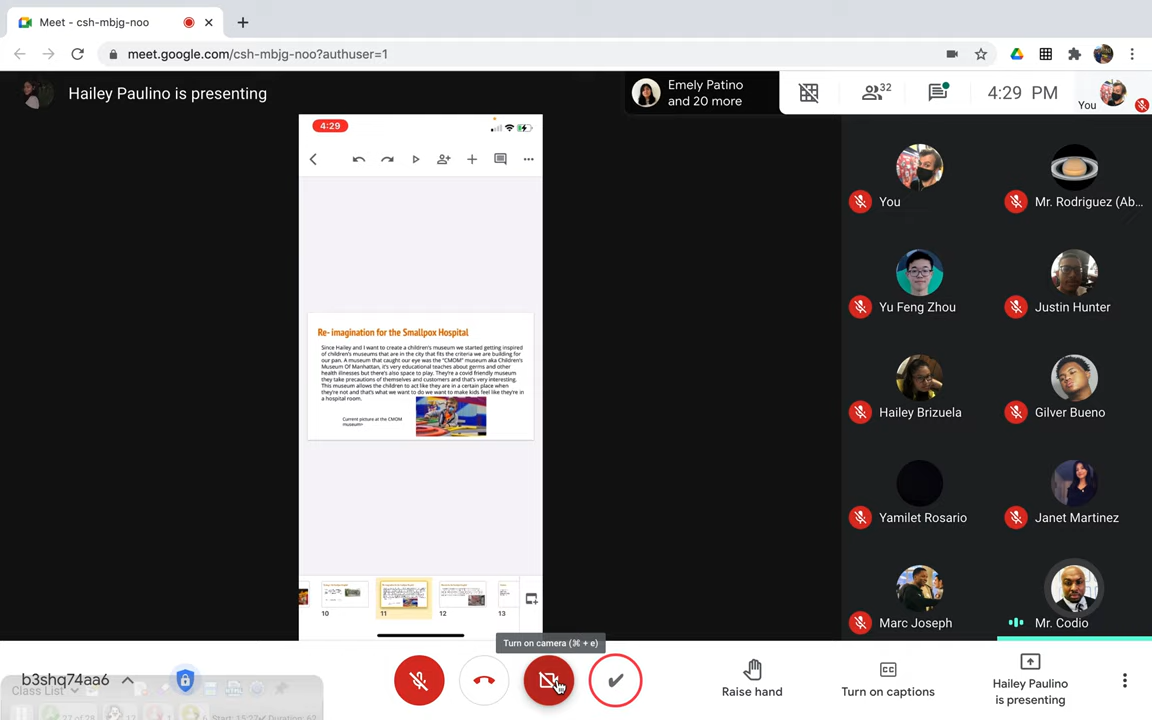 Meet - csh-mbjg-noo
meet.google.com/csh-mbjg-noo?authuser=1
Hailey Paulino is presenting
Emely Patino
and 20 more
32
4:29 PM
You
4:29
Re-imagination for the Smallpox Hospital
Since Hailey and I want to create a children's museum we started getting inspired
of children's museums that are in the city that fits the criteria we are building for
our pan. A museum that caught our eye was the "CMOM" museum aka Children's
Museum Of Manhattan, it's very educational teaches about germs and other
health illnesses but there's also space to play. They're a covid friendly museum
they take precautions of themselves and customers and that's very interesting.
This museum allows the children to act like they are in a certain place when
they're not and that's what we want to do we want to make kids feel like they're in
a hospital room.
Current picture at the CMOM
museum>
10
11
12
13
You
Mr. Rodriguez (Ab...
Yu Feng Zhou
Justin Hunter
Hailey Brizuela
Gilver Bueno
Yamilet Rosario
Janet Martinez
Marc Joseph
Mr. Codio
Turn on camera (⌘ + e)
b3shq74aa6
Class List
27 of 28
Start: 15:27
Duration: 62
Raise hand
Turn on captions
Hailey Paulino
is presenting